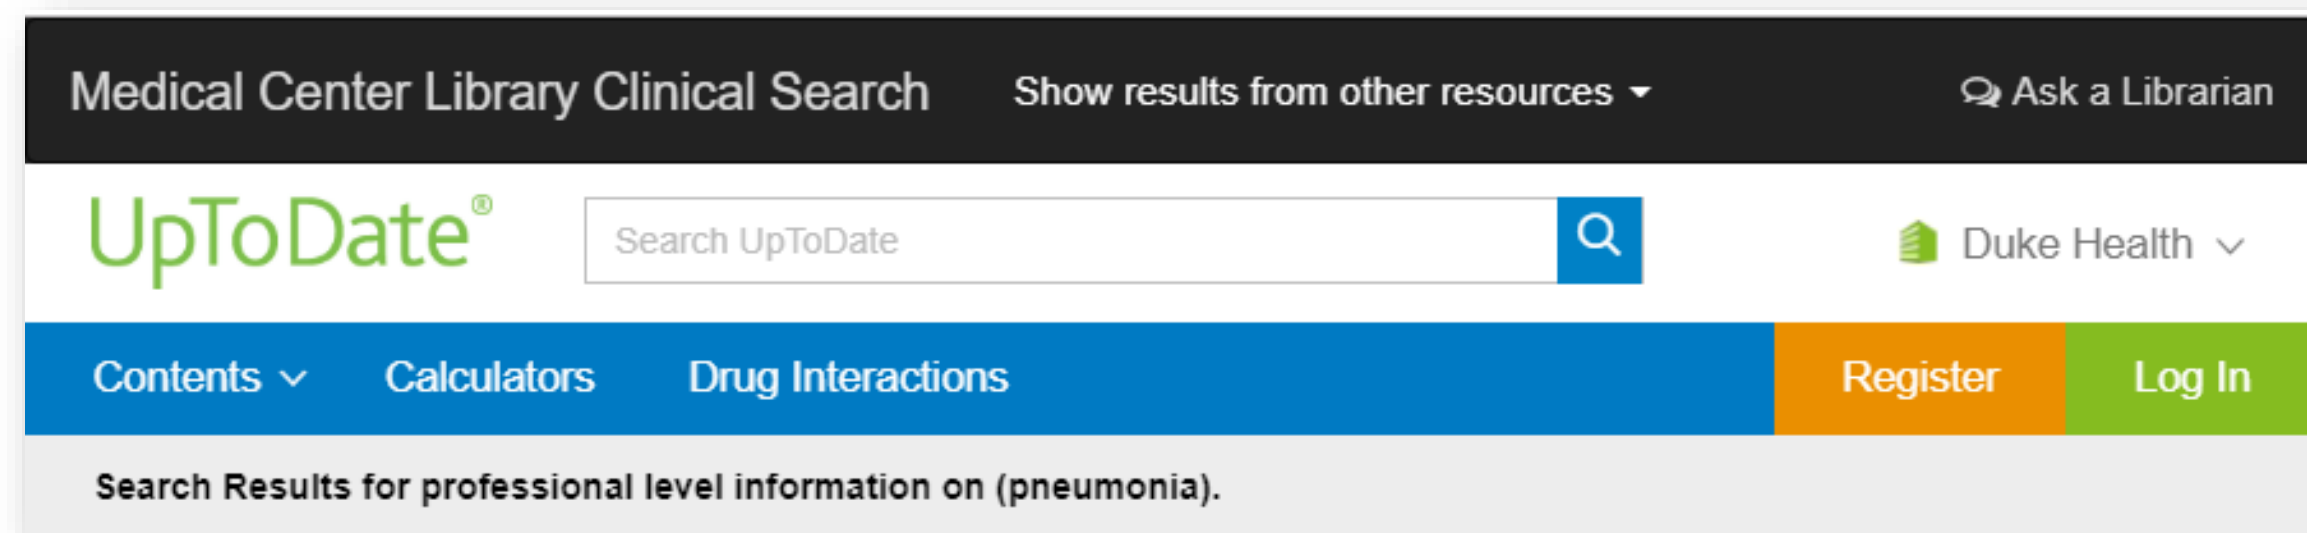 Medical Center Library Clinical Search Show results from other resources Ask a Librarian
UpToDate® Search UpToDate Duke Health
Contents Calculators Drug Interactions Register Log In
Search Results for professional level information on (pneumonia).